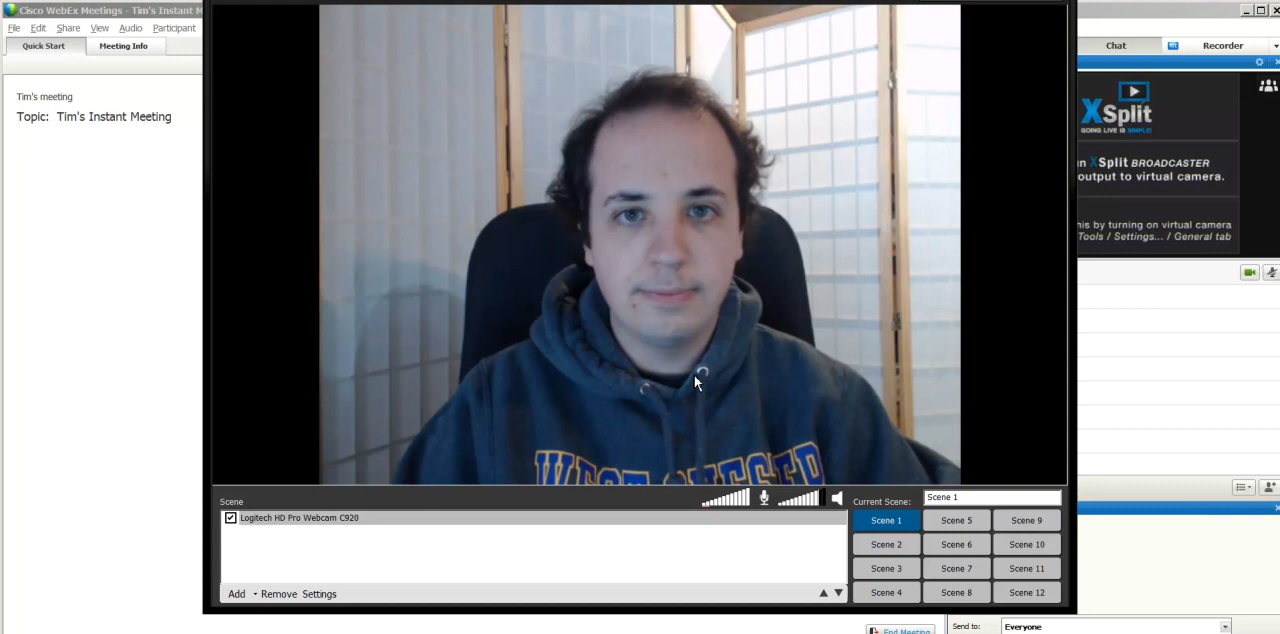 Cisco WebEx Meetings - Tim's Instant M
File Edit Share View Audio Participant
Quick Start Meeting Info
Tim's meeting
Topic: Tim's Instant Meeting
WEST CHESTER
Scene
Logitech HD Pro Webcam C920
Add Remove Settings
Current Scene: Scene 1
Scene 1 Scene 5 Scene 9
Scene 2 Scene 6 Scene 10
Scene 3 Scene 7 Scene 11
Scene 4 Scene 8 Scene 12
Chat Recorder
XSplit
GOING LIVE IS SIMPLE!
n XSplit BROADCASTER
output to virtual camera.
his by turning on virtual camera
Tools / Settings... / General tab
End Meeting
Send to: Everyone